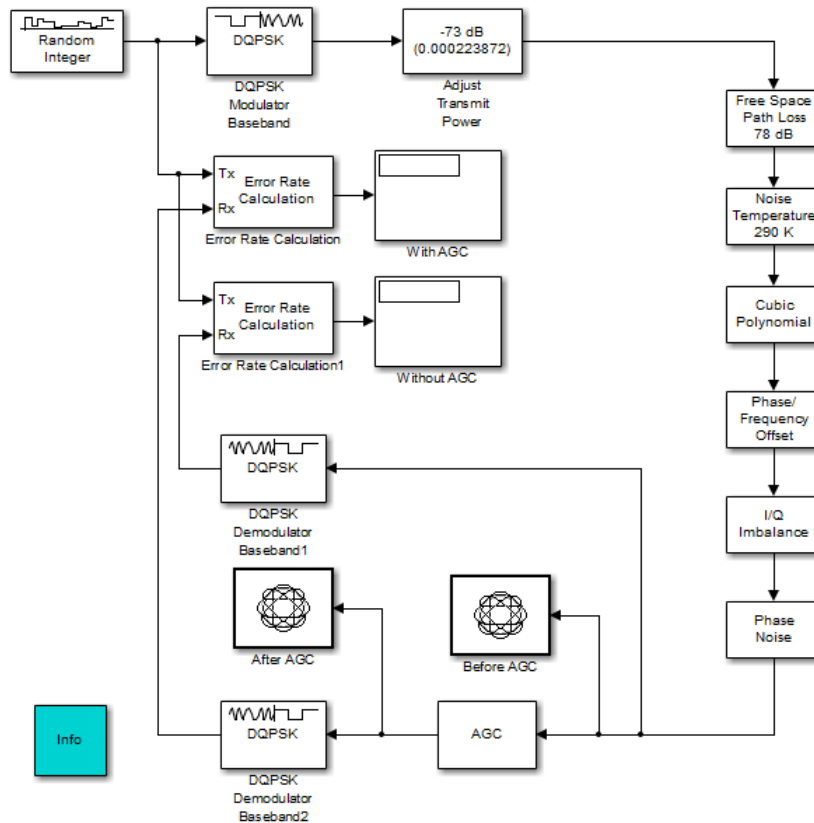 Random
Integer
DQPSK
DQPSK
Modulator
Baseband
-73 dB
(0.000223872)
Adjust
Transmit
Power
Free Space
Path Loss
78 dB
Tx
Rx
Error Rate
Calculation
Error Rate Calculation
With AGC
Noise
Temperature
290 K
Tx
Rx
Error Rate
Calculation
Error Rate Calculation1
Without AGC
Cubic
Polynomial
Phase/
Frequency
Offset
DQPSK
DQPSK
Demodulator
Baseband1
I/Q
Imbalance
After AGC
Before AGC
Phase
Noise
Info
DQPSK
DQPSK
Demodulator
Baseband2
AGC